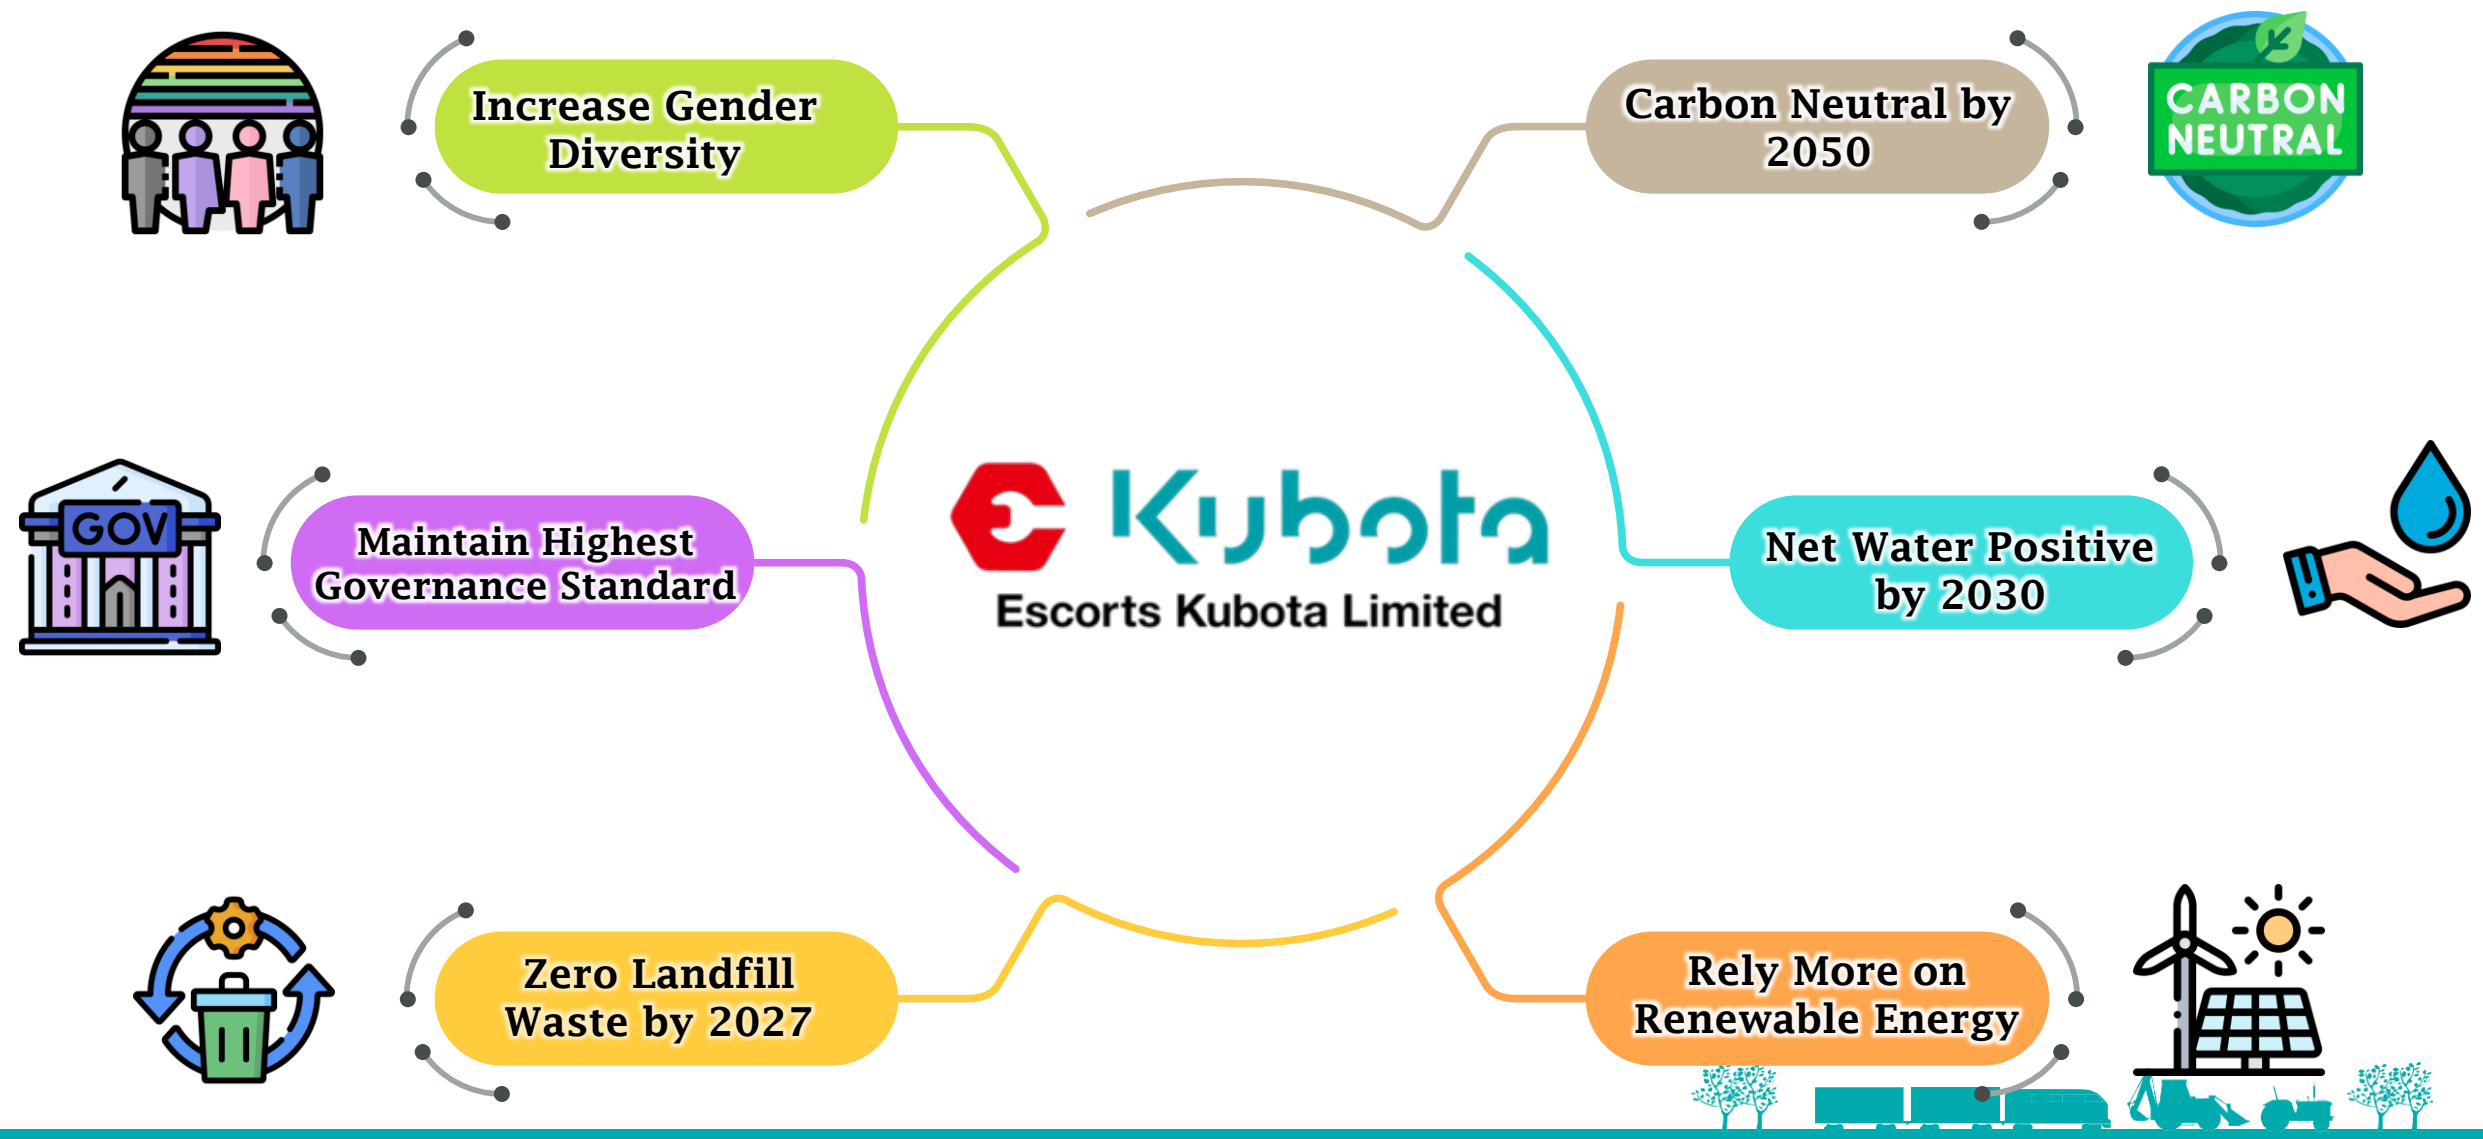 Increase Gender
Diversity
Carbon Neutral by
2050
CARBON
NEUTRAL
GOV
Maintain Highest
Governance Standard
Kubota
Escorts Kubota Limited
Net Water Positive
by 2030
Zero Landfill
Waste by 2027
Rely More on
Renewable Energy